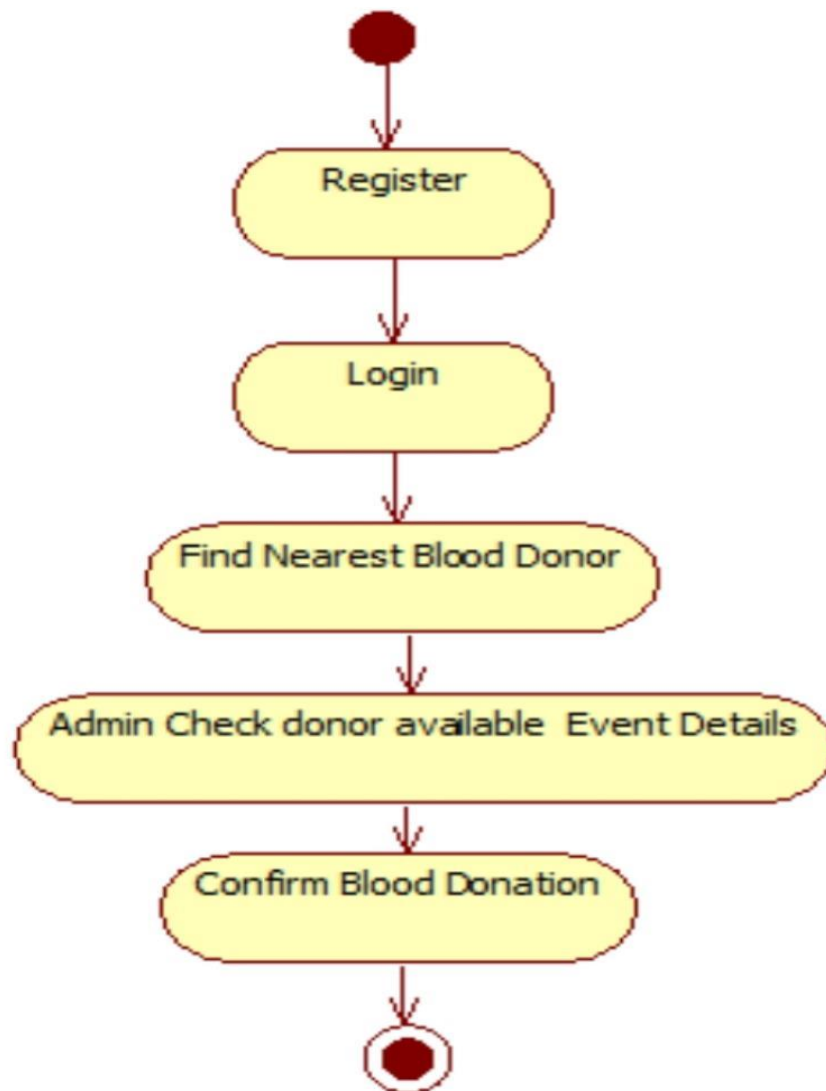 Register
Login
Find Nearest Blood Donor
Admin Check donor available  Event Details
Confirm Blood Donation